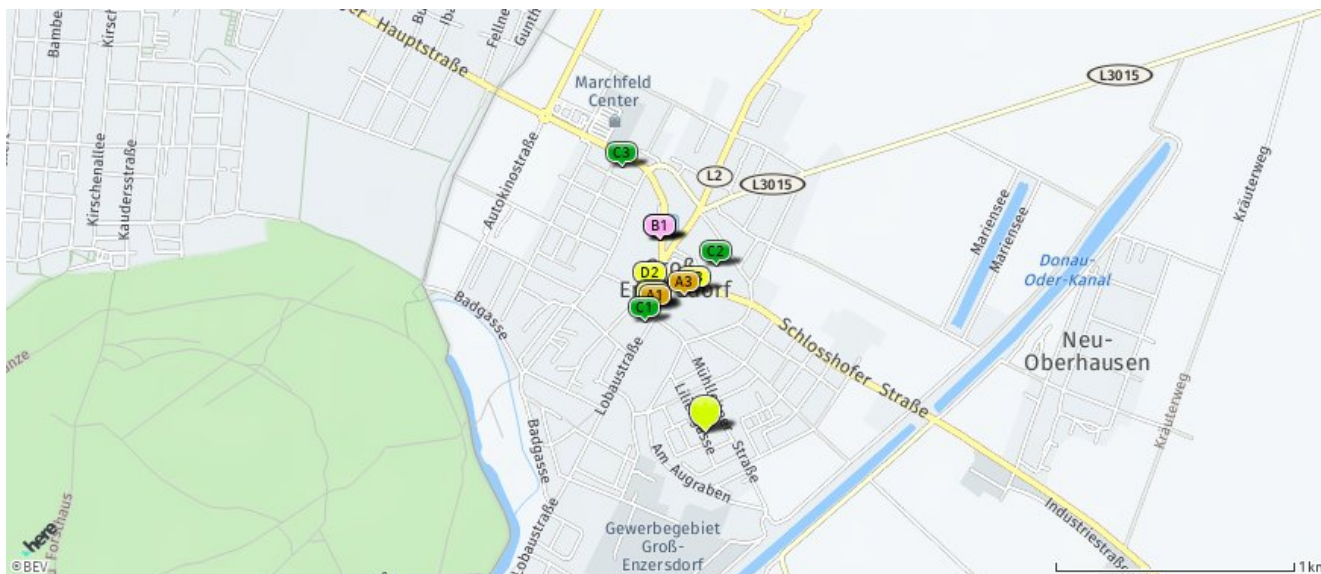 Kirsch
Hauptstraße
Marchfeld
Center
L3015
C3
L2
L3015
Kirschenallee
Kaudersstraße
Autokinostraße
Mariensee
Mariensee
Kräuterweg
B1
C2
Donau-
Oder-Kanal
D2
A3
A1
C1
Badgasse
Schlosshofer Straße
Neu-
Oberhausen
Lobaustraße
Kräuterweg
Badgasse
Straße
Am Augraben
Lobaustraße
Gewerbegebiet
Groß-
Enzersdorf
Industriestraße
Forsthaus
here
©BEV